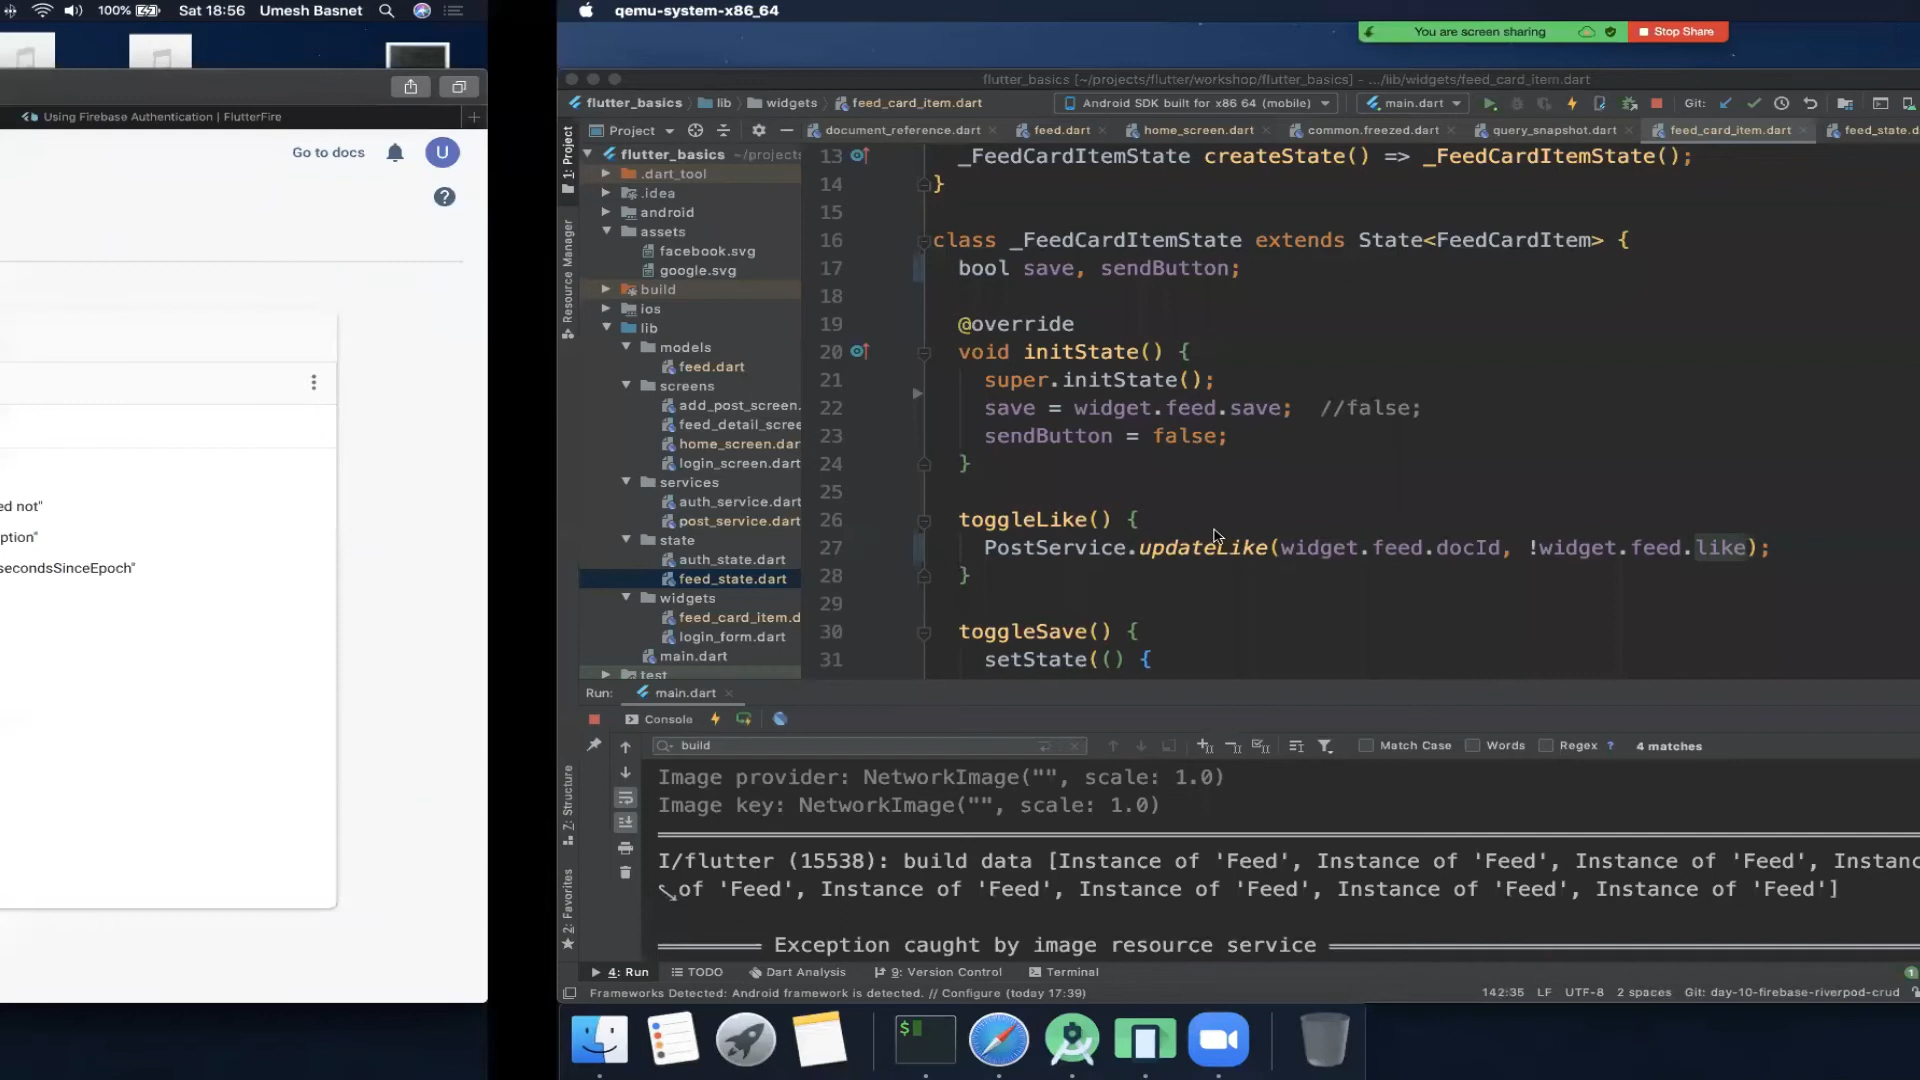 100% Sat 18:56 Umesh Basnet
Using Firebase Authentication | FlutterFire
Go to docs U
?
ed not"
ption"
secondsSinceEpoch"
qemu-system-x86_64
You are screen sharing Stop Share
flutter_basics [~/projects/flutter/workshop/flutter_basics] - .../lib/widgets/feed_card_item.dart
flutter_basics lib widgets feed_card_item.dart Android SDK built for x86 64 (mobile) main.dart Git:
Project document_reference.dart feed.dart home_screen.dart common.freezed.dart query_snapshot.dart feed_card_item.dart feed_state.d
1: Project
Resource Manager
7: Structure
2: Favorites
flutter_basics ~/projects
.dart_tool
.idea
android
assets
facebook.svg
google.svg
build
ios
lib
models
feed.dart
screens
add_post_screen.
feed_detail_scree
home_screen.dar
login_screen.dart
services
auth_service.dart
post_service.dart
state
auth_state.dart
feed_state.dart
widgets
feed_card_item.d
login_form.dart
main.dart
test
13 _FeedCardItemState createState() => _FeedCardItemState();
14 }
15
16 class _FeedCardItemState extends State<FeedCardItem> {
17 bool save, sendButton;
18
19 @override
20 void initState() {
21 super.initState();
22 save = widget.feed.save; //false;
23 sendButton = false;
24 }
25
26 toggleLike() {
27 PostService.updateLike(widget.feed.docId, !widget.feed.like);
28 }
29
30 toggleSave() {
31 setState(() {
Run: main.dart
Console
build Match Case Words Regex ? 4 matches
Image provider: NetworkImage("", scale: 1.0)
Image key: NetworkImage("", scale: 1.0)
I/flutter (15538): build data [Instance of 'Feed', Instance of 'Feed', Instance of 'Feed', Instanc
of 'Feed', Instance of 'Feed', Instance of 'Feed', Instance of 'Feed', Instance of 'Feed']
Exception caught by image resource service
4: Run TODO Dart Analysis 9: Version Control Terminal 1
Frameworks Detected: Android framework is detected. // Configure (today 17:39) 142:35 LF UTF-8 2 spaces Git: day-10-firebase-riverpod-crud
$